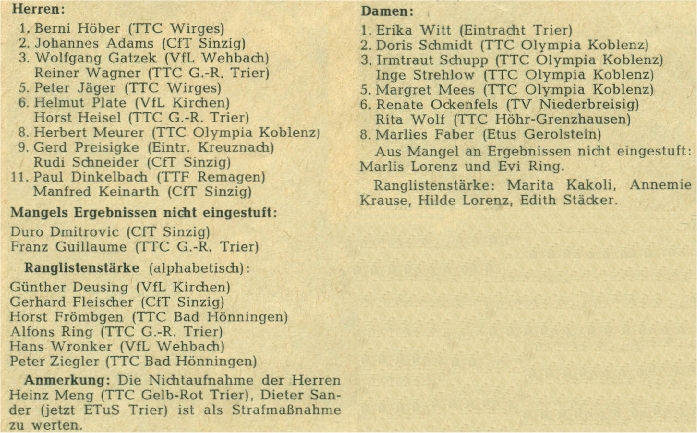 Herren:
1. Berni Höber (TTC Wirges)
2. Johannes Adams (CfT Sinzig)
3. Wolfgang Gatzek (VfL Wehbach)
Reiner Wagner (TTC G.-R. Trier)
5. Peter Jäger (TTC Wirges)
6. Helmut Plate (VfL Kirchen)
Horst Heisel (TTC G.-R. Trier)
8. Herbert Meurer (TTC Olympia Koblenz)
9. Gerd Preisigke (Eintr. Kreuznach)
Rudi Schneider (CfT Sinzig)
11. Paul Dinkelbach (TTF Remagen)
Manfred Keinarth (CfT Sinzig)
Mangels Ergebnissen nicht eingestuft:
Duro Dmitrovic (CfT Sinzig)
Franz Guillaume (TTC G.-R. Trier)
Ranglistenstärke (alphabetisch):
Günther Deusing (VfL Kirchen)
Gerhard Fleischer (CfT Sinzig)
Horst Frömbgen (TTC Bad Hönningen)
Alfons Ring (TTC G.-R. Trier)
Hans Wronker (VfL Wehbach)
Peter Ziegler (TTC Bad Hönningen)
Anmerkung: Die Nichtaufnahme der Herren
Heinz Meng (TTC Gelb-Rot Trier), Dieter San-
der (jetzt ETuS Trier) ist als Strafmaßnahme
zu werten.
Damen:
1. Erika Witt (Eintracht Trier)
2. Doris Schmidt (TTC Olympia Koblenz)
3. Irmtraut Schupp (TTC Olympia Koblenz)
Inge Strehlow (TTC Olympia Koblenz)
5. Margret Mees (TTC Olympia Koblenz)
6. Renate Ockenfels (TV Niederbreisig)
Rita Wolf (TTC Höhr-Grenzhausen)
8. Marlies Faber (Etus Gerolstein)
Aus Mangel an Ergebnissen nicht eingestuft:
Marlis Lorenz und Evi Ring.
Ranglistenstärke: Marita Kakoli, Annemie
Krause, Hilde Lorenz, Edith Stäcker.